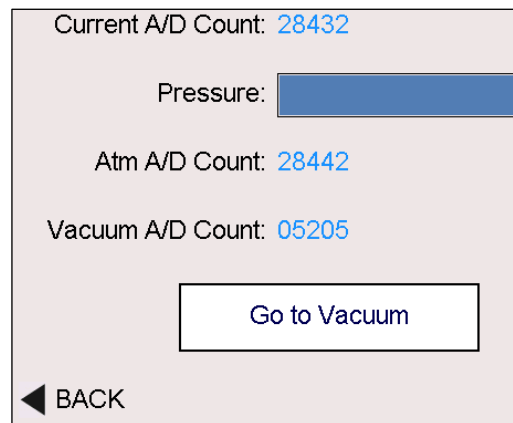 Current A/D Count: 28432
Pressure:
Atm A/D Count: 28442
Vacuum A/D Count: 05205
Go to Vacuum
BACK